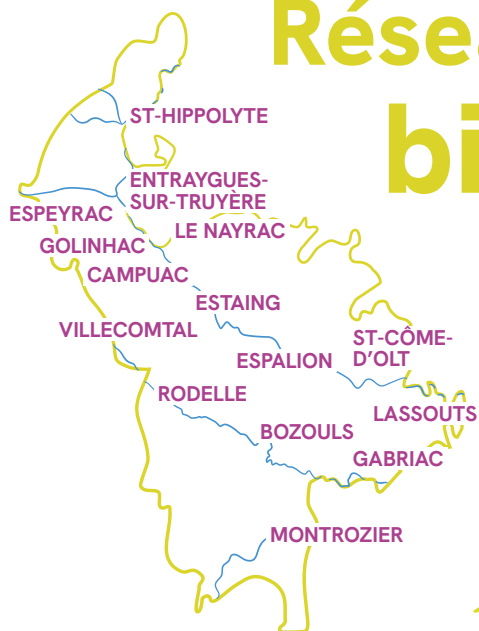 Rése
bi
ST-HIPPOLYTE
ENTRAYGUES-
SUR-TRUYÈRE
ESPEYRAC
LE NAYRAC
GOLINHAC
CAMPUAC
ESTAING
VILLECOMTAL
ST-CÔME-
D'OLT
ESPALION
RODELLE
LASSOUTS
BOZOULS
GABRIAC
MONTROZIER